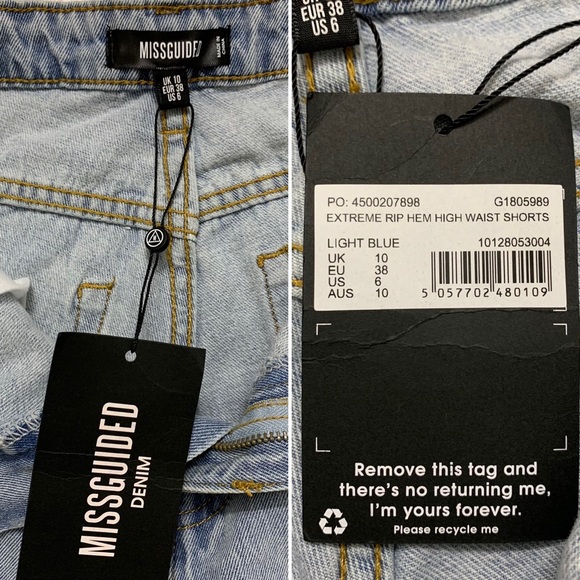 MISSGUIDED
MADE IN
UK 10
EUR 38
US 6
MISSGUIDED
DENIM
EUR 38
US 6
PO: 4500207898 G1805989
EXTREME RIP HEM HIGH WAIST SHORTS
LIGHT BLUE 10128053004
UK 10
EU 38
US 6
AUS 10
5 057702 480109
Remove this tag and
there's no returning me,
I'm yours forever.
Please recycle me